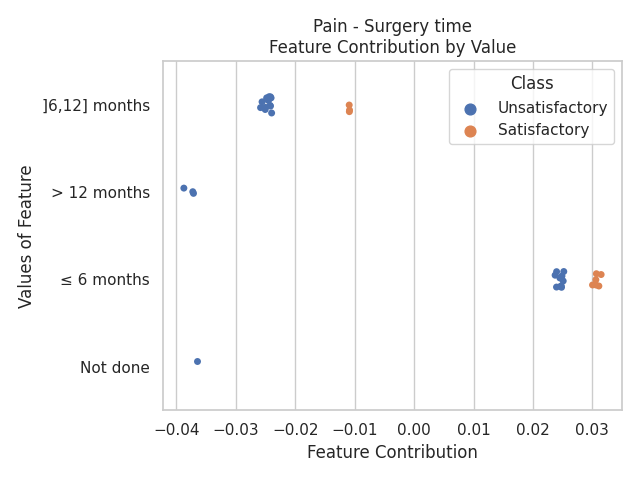 Pain - Surgery time
Feature Contribution by Value
Class
Unsatisfactory
Satisfactory
Values of Feature
]6,12] months
> 12 months
≤ 6 months
Not done
−0.04 −0.03 −0.02 −0.01 0.00 0.01 0.02 0.03
Feature Contribution